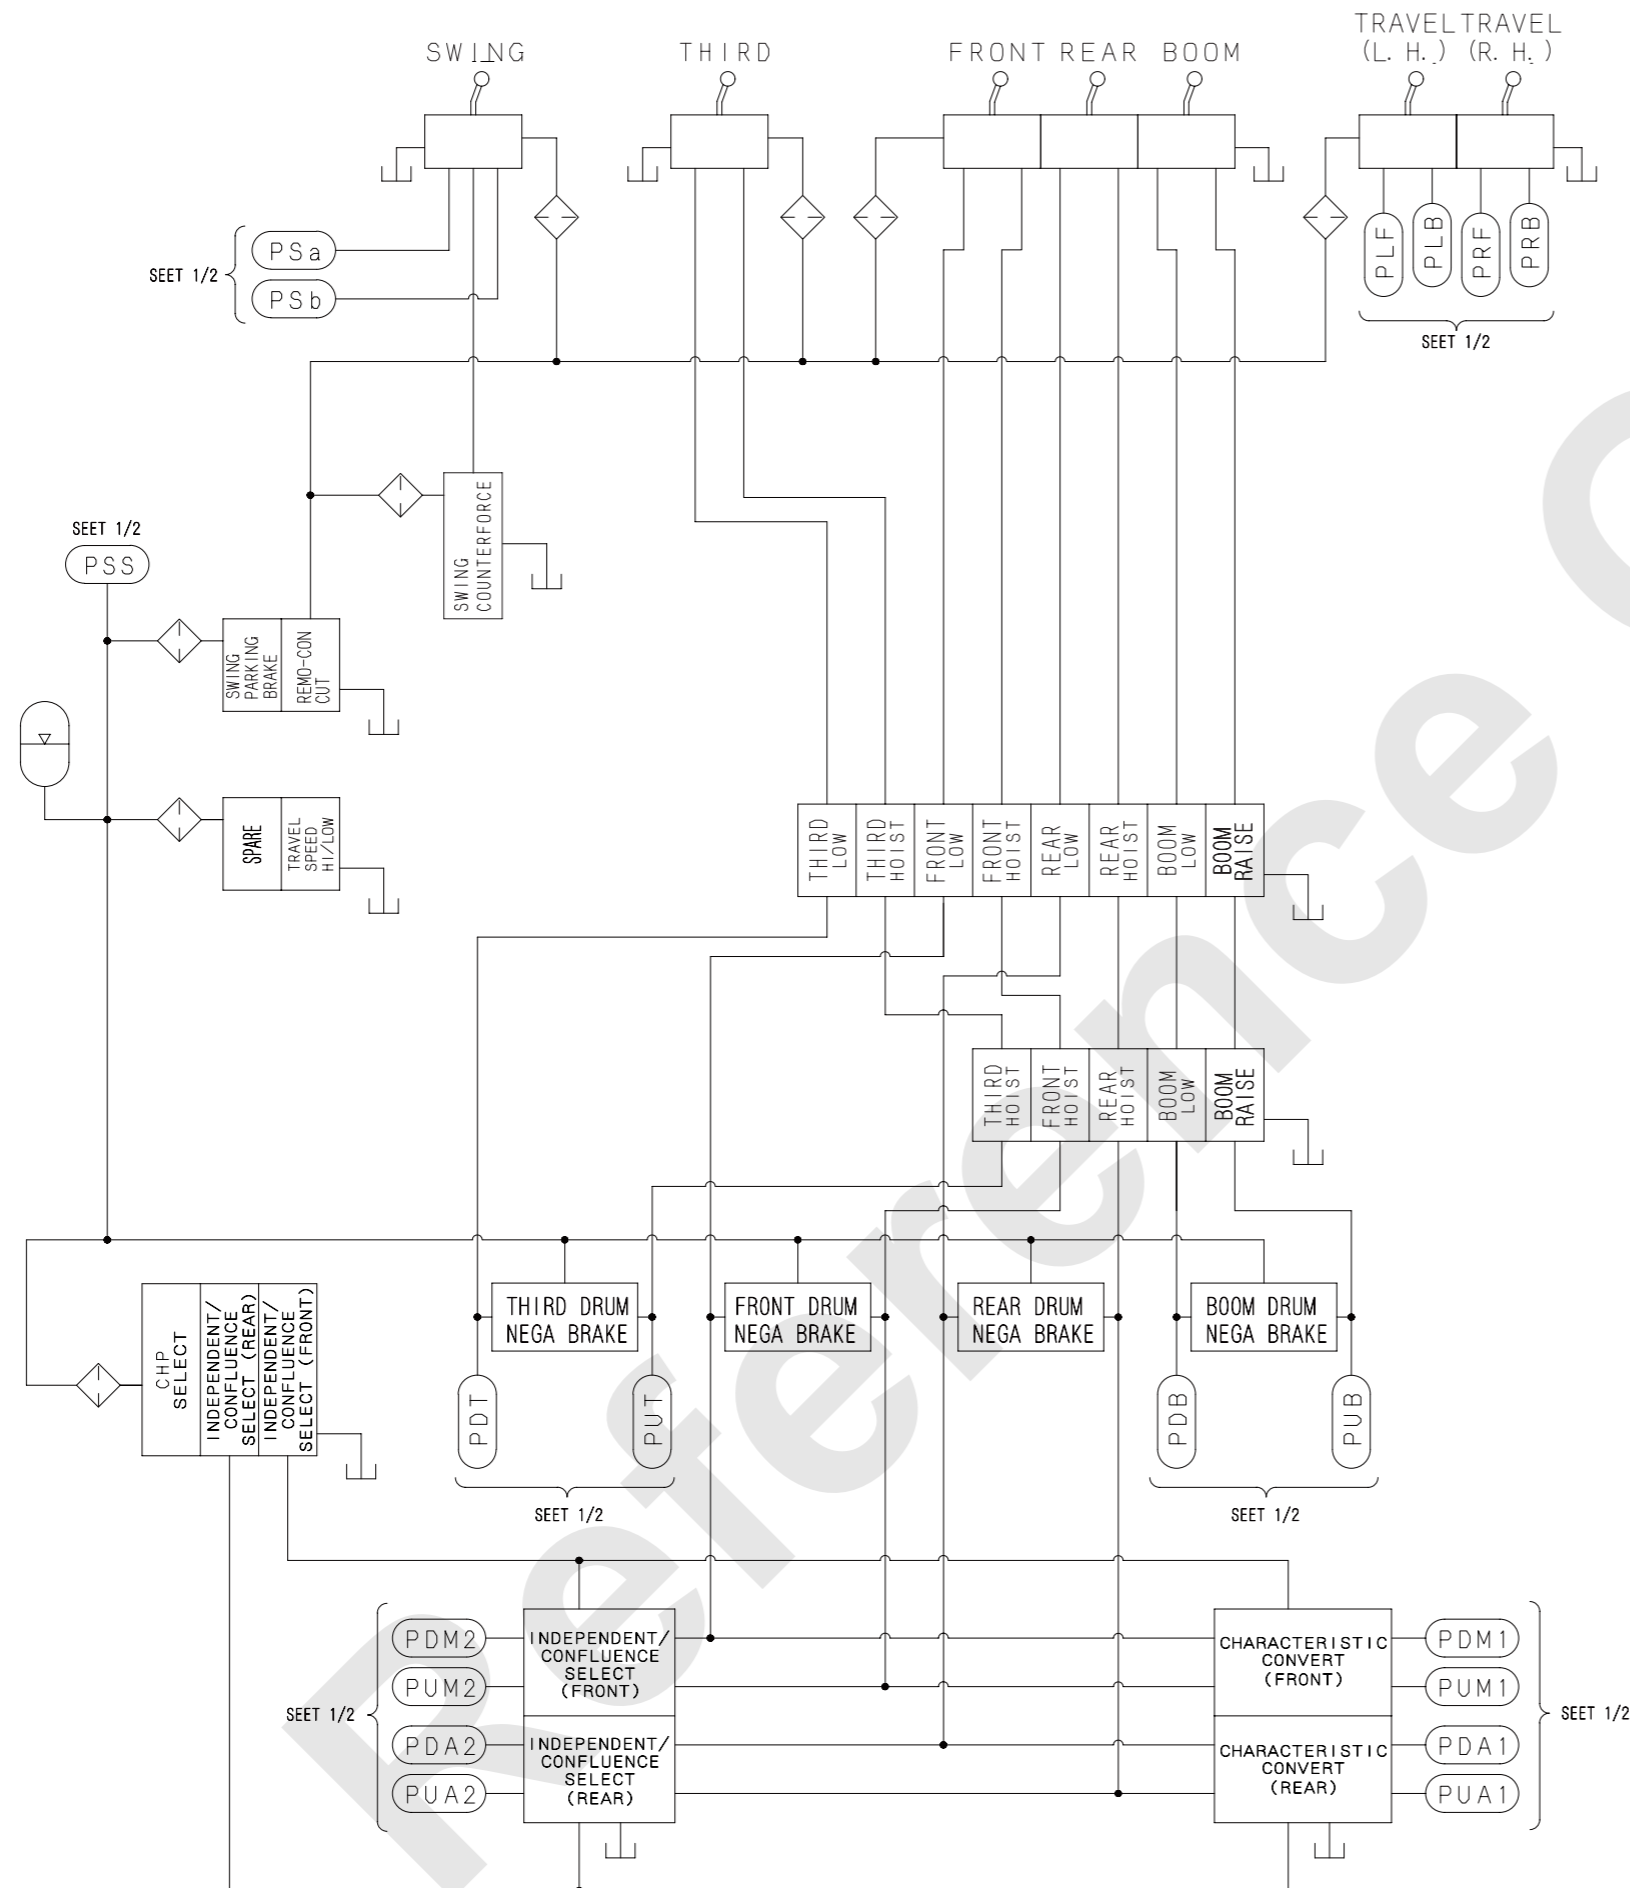 TRAVEL TRAVEL
SWING THIRD FRONT REAR BOOM (L. H.) (R. H.)
PSa
SEET 1/2
PSb
PLF PLB PRF PRB
SEET 1/2
SWING
COUNTERFORCE
SEET 1/2
PSS
SWING
PARKING
BRAKE
REMO-CON
CUT
SPARE
TRAVEL
SPEED
HI/LOW
THIRD
LOW
THIRD
HOIST
FRONT
LOW
FRONT
HOIST
REAR
LOW
REAR
HOIST
BOOM
LOW
BOOM
RAISE
THIRD
HOIST
FRONT
HOIST
REAR
HOIST
BOOM
LOW
BOOM
RAISE
CHP
SELECT
INDEPENDENT/
CONFLUENCE
SELECT (REAR)
INDEPENDENT/
CONFLUENCE
SELECT (FRONT)
THIRD DRUM
NEGA BRAKE
FRONT DRUM
NEGA BRAKE
REAR DRUM
NEGA BRAKE
BOOM DRUM
NEGA BRAKE
PDT PUT PDB PUB
SEET 1/2 SEET 1/2
PDM2
PUM2
SEET 1/2
PDA2
PUA2
INDEPENDENT/
CONFLUENCE
SELECT
(FRONT)
INDEPENDENT/
CONFLUENCE
SELECT
(REAR)
CHARACTERISTIC
CONVERT
(FRONT)
CHARACTERISTIC
CONVERT
(REAR)
PDM1
PUM1
SEET 1/2
PDA1
PUA1
Reference